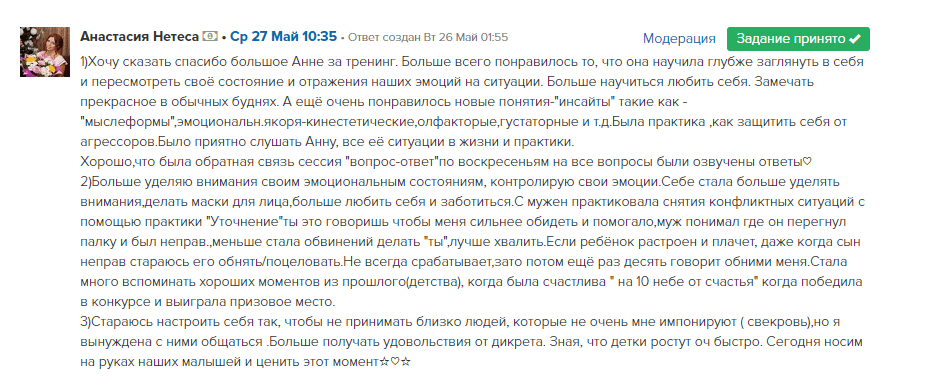 Анастасия Нетеса • Ср 27 Май 10:35 • Ответ создан Вт 26 Май 01:55
Модерация
Задание принято
1)Хочу сказать спасибо большое Анне за тренинг. Больше всего понравилось то, что она научила глубже заглянуть в себя
и пересмотреть своё состояние и отражения наших эмоций на ситуации. Больше научиться любить себя. Замечать
прекрасное в обычных буднях. А ещё очень понравилось новые понятия-"инсайты" такие как -
"мыслеформы",эмоциональн.якоря-кинестетические,олфакторые,густаторные и т.д.Была практика ,как защитить себя от
агрессоров.Было приятно слушать Анну, все её ситуации в жизни и практики.
Хорошо,что была обратная связь сессия "вопрос-ответ"по воскресеньям на все вопросы были озвучены ответы♡
2)Больше уделяю внимания своим эмоциональным состояниям, контролирую свои эмоции.Себе стала больше уделять
внимания,делать маски для лица,больше любить себя и заботиться.С мужен практиковала снятия конфликтных ситуаций с
помощью практики "Уточнение"ты это говоришь чтобы меня сильнее обидеть и помогало,муж понимал где он перегнул
палку и был неправ.,меньше стала обвинений делать "ты",лучше хвалить.Если ребёнок растроен и плачет, даже когда сын
неправ стараюсь его обнять/поцеловать.Не всегда срабатывает,зато потом ещё раз десять говорит обними меня.Стала
много вспоминать хороших моментов из прошлого(детства), когда была счастлива " на 10 небе от счастья" когда победила
в конкурсе и выиграла призовое место.
3)Стараюсь настроить себя так, чтобы не принимать близко людей, которые не очень мне импонируют ( свекровь),но я
вынуждена с ними общаться .Больше получать удовольствия от дикрета. Зная, что детки ростут оч быстро. Сегодня носим
на руках наших малышей и ценить этот момент☆♡☆